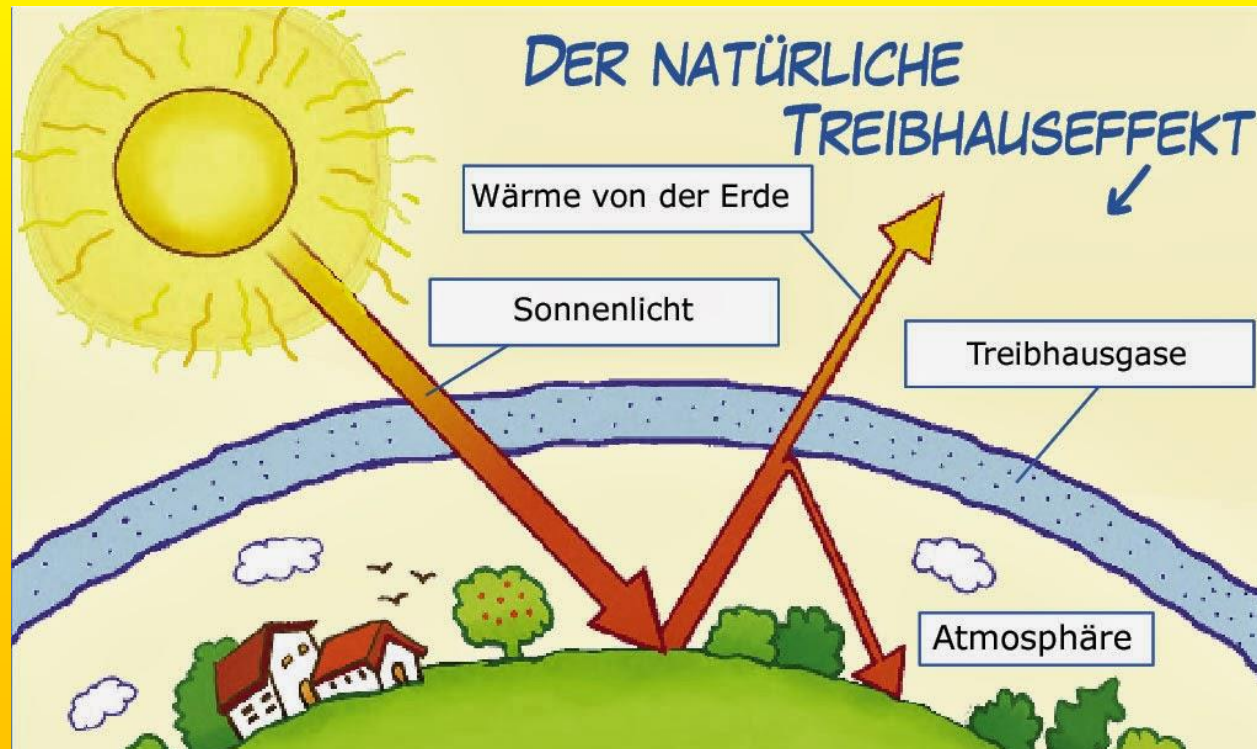 DER NATÜRLICHE
TREIBHAUSEFFEKT
Wärme von der Erde
Sonnenlicht
Treibhausgase
Atmosphäre